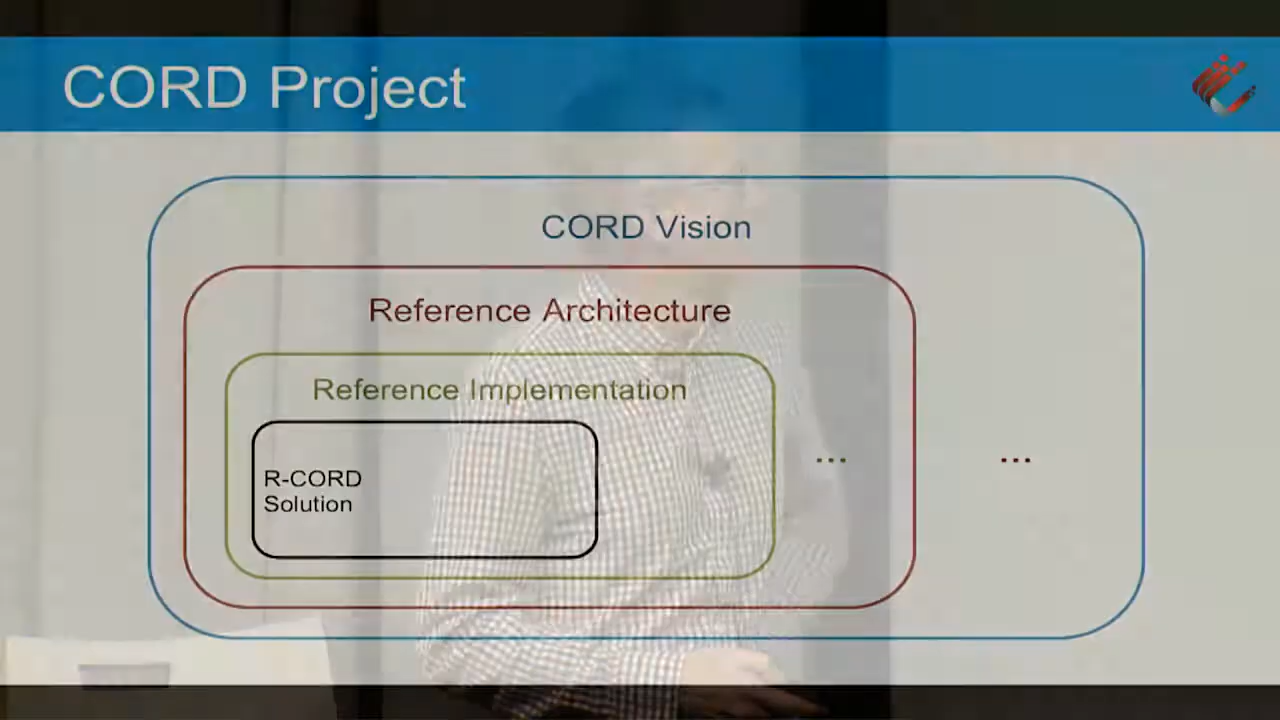 CORD Project
CORD Vision
Reference Architecture
Reference Implementation
R-CORD
Solution
...
...